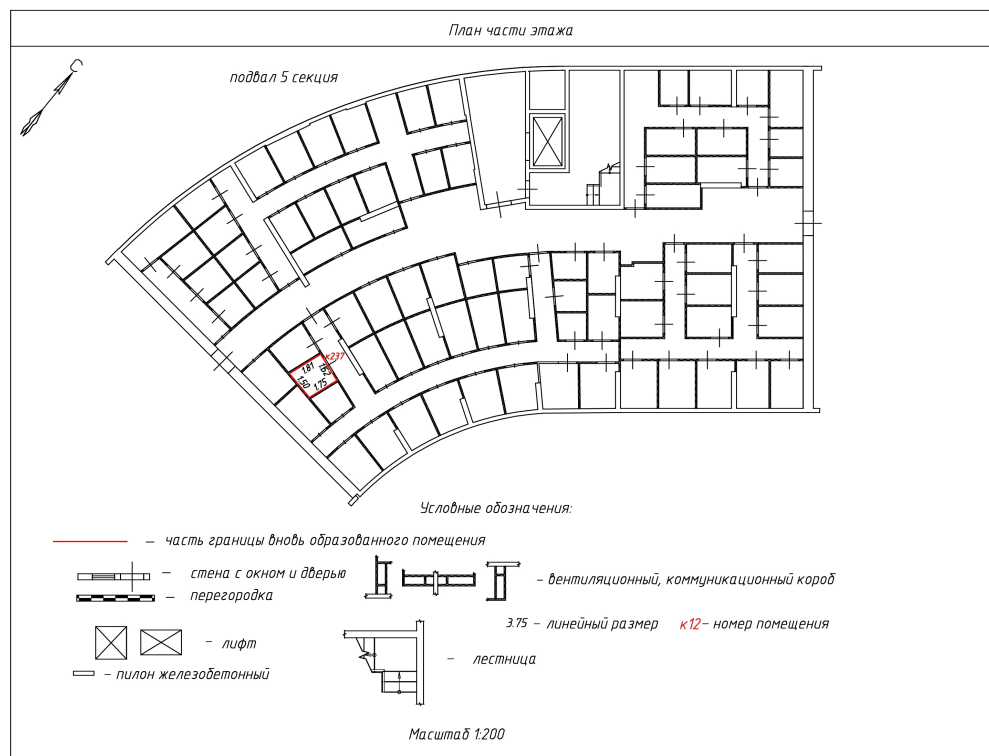 План части этажа
С
подвал 5 секция
к237
1.81
1.50
1.75
Условные обозначения:
— часть границы вновь образованного помещения
— стена с окном и дверью
— перегородка
— вентиляционный, коммуникационный короб
3.75 — линейный размер к12 — номер помещения
— лифт
— лестница
— пилон железобетонный
Масштаб 1:200